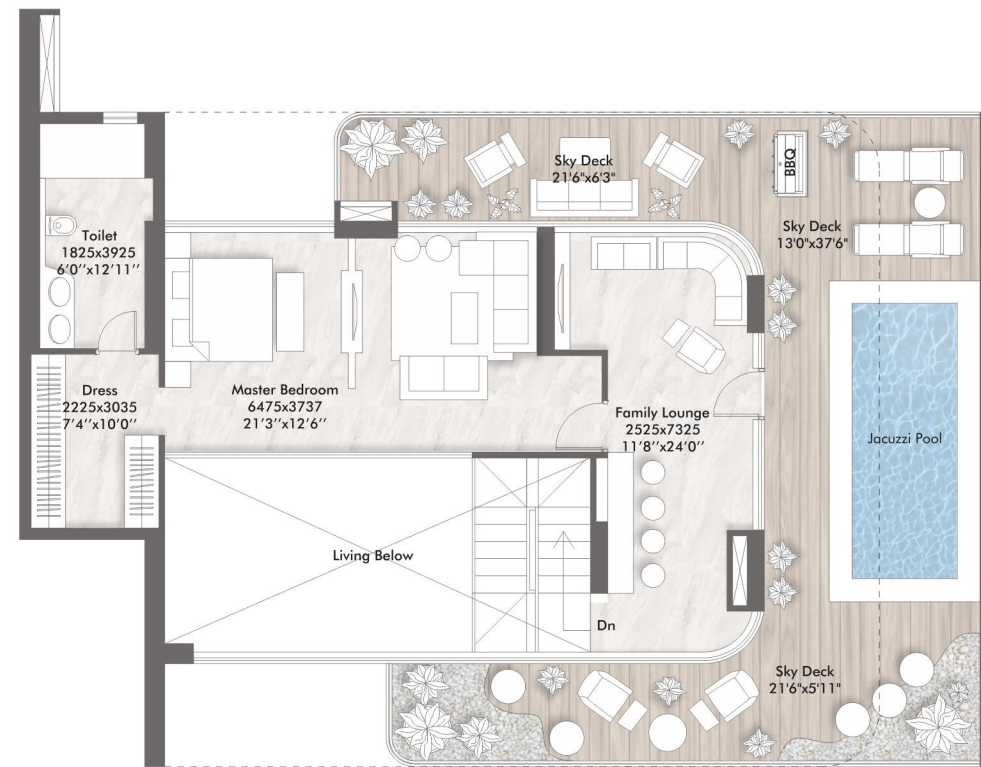 Sky Deck
21'6"x6'3"
BBQ
Sky Deck
13'0"x37'6"
Toilet
1825x3925
6'0''x12'11''
Dress
2225x3035
7'4''x10'0''
Master Bedroom
6475x3737
21'3''x12'6''
Family Lounge
2525x7325
11'8''x24'0''
Jacuzzi Pool
Living Below
Dn
Sky Deck
21'6"x5'11"